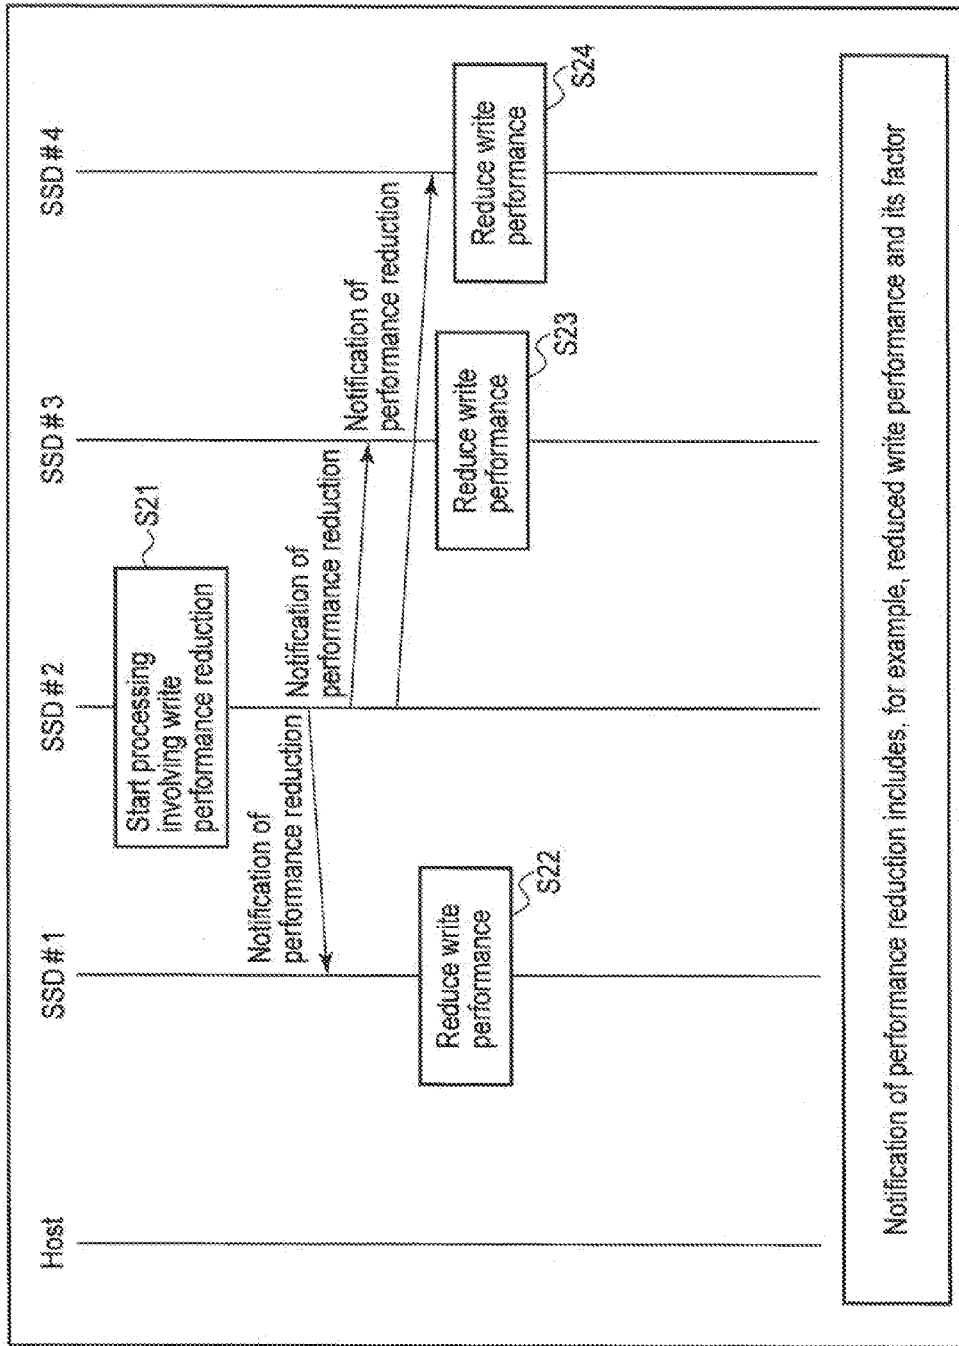 Host
SSD#1
SSD#2
SSD#3
SSD#4
Start processing
involving write
performance reduction
S21
Notification of
performance reduction
Notification of
performance reduction
Notification of
performance reduction
Reduce write
performance
S22
Reduce write
performance
S23
Reduce write
performance
S24
Notification of performance reduction includes, for example, reduced write performance and its factor